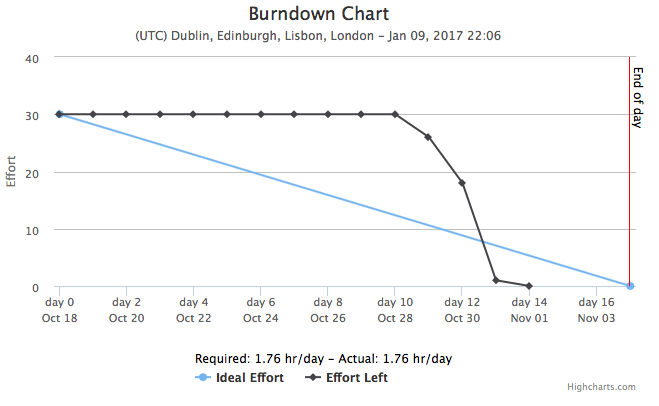 Burndown Chart
(UTC) Dublin, Edinburgh, Lisbon, London – Jan 09, 2017 22:06
Effort
40
30
20
10
0
End of day
day 0 day 2 day 4 day 6 day 8 day 10 day 12 day 14 day 16
Oct 18 Oct 20 Oct 22 Oct 24 Oct 26 Oct 28 Oct 30 Nov 01 Nov 03
Required: 1.76 hr/day – Actual: 1.76 hr/day
Ideal Effort Effort Left
Highcharts.com